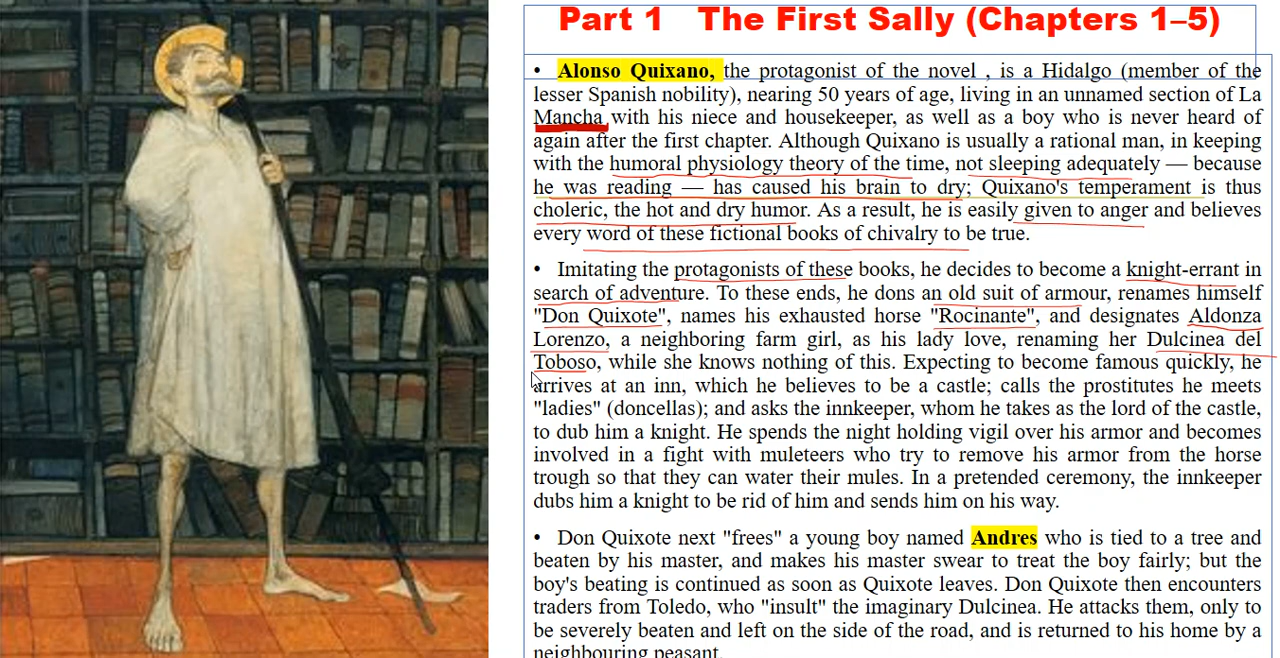 Part 1 The First Sally (Chapters 1–5)
• Alonso Quixano, the protagonist of the novel , is a Hidalgo (member of the
lesser Spanish nobility), nearing 50 years of age, living in an unnamed section of La
Mancha with his niece and housekeeper, as well as a boy who is never heard of
again after the first chapter. Although Quixano is usually a rational man, in keeping
with the humoral physiology theory of the time, not sleeping adequately — because
he was reading — has caused his brain to dry; Quixano's temperament is thus
choleric, the hot and dry humor. As a result, he is easily given to anger and believes
every word of these fictional books of chivalry to be true.
• Imitating the protagonists of these books, he decides to become a knight-errant in
search of adventure. To these ends, he dons an old suit of armour, renames himself
"Don Quixote", names his exhausted horse "Rocinante", and designates Aldonza
Lorenzo, a neighboring farm girl, as his lady love, renaming her Dulcinea del
Toboso, while she knows nothing of this. Expecting to become famous quickly, he
arrives at an inn, which he believes to be a castle; calls the prostitutes he meets
"ladies" (doncellas); and asks the innkeeper, whom he takes as the lord of the castle,
to dub him a knight. He spends the night holding vigil over his armor and becomes
involved in a fight with muleteers who try to remove his armor from the horse
trough so that they can water their mules. In a pretended ceremony, the innkeeper
dubs him a knight to be rid of him and sends him on his way.
• Don Quixote next "frees" a young boy named Andres who is tied to a tree and
beaten by his master, and makes his master swear to treat the boy fairly; but the
boy's beating is continued as soon as Quixote leaves. Don Quixote then encounters
traders from Toledo, who "insult" the imaginary Dulcinea. He attacks them, only to
be severely beaten and left on the side of the road, and is returned to his home by a
neighbouring peasant.